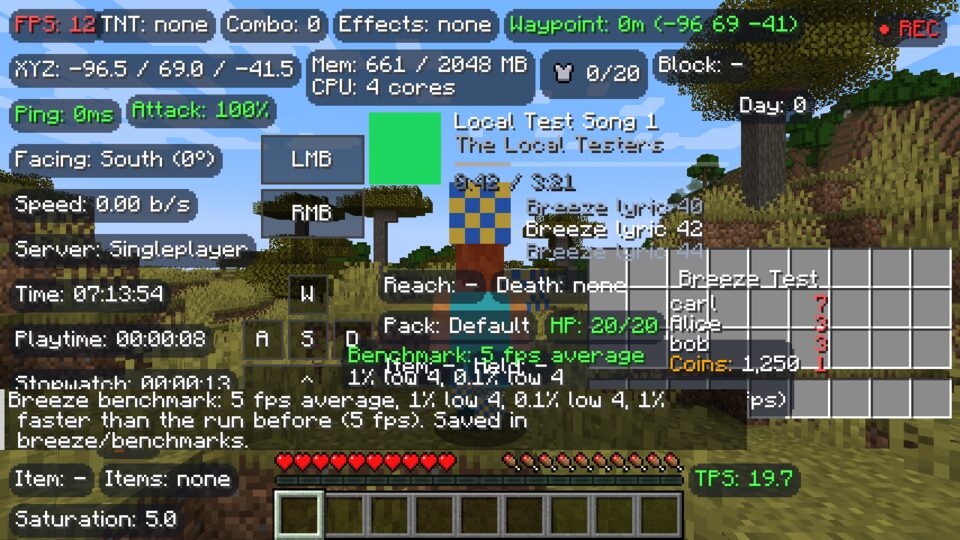 FPS: 12 TNT: none Combo: 0 Effects: none Waypoint: 0m (-96 69 -41) REC
XYZ: -96.5 / 69.0 / -41.5 Mem: 661 / 2048 MB 0/20 Block: -
CPU: 4 cores
Day: 0
Ping: 0ms Attack: 100%
Local Test Song 1
The Local Testers
Facing: South (0°) LMB
0:42 / 3:21
Speed: 0.00 b/s RMB
Breeze lyric 40
Breeze lyric 42
Breeze lyric 44
Server: Singleplayer
Breeze Test
Reach: - Death: none
Time: 07:13:54 W
carl 7
Pack: Default HP: 20/20 Alice 3
Playtime: 00:00:08 A S D bob 3
Benchmark: 5 fps average Coins: 1,250 1
1% low 4, 0.1% low 4
Stopwatch: 00:00:13
Breeze benchmark: 5 fps average, 1% low 4, 0.1% low 4, 1% fps)
faster than the run before (5 fps). Saved in
breeze/benchmarks.
Item: - Items: none TPS: 19.7
Saturation: 5.0